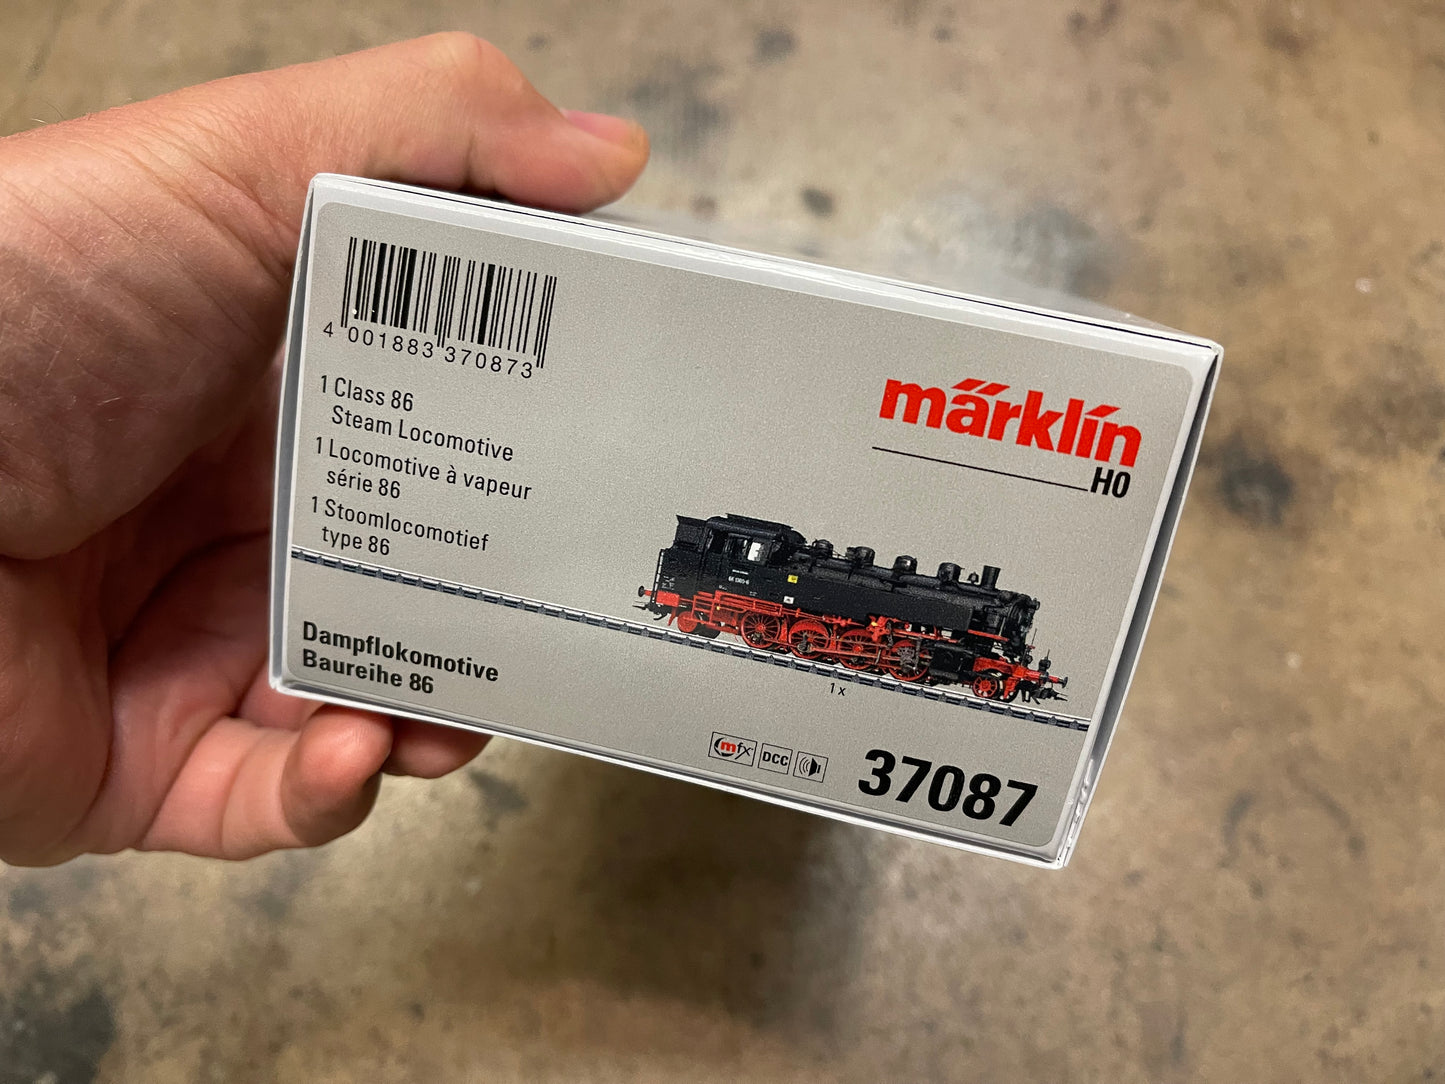 4 001883 370873
1 Class 86
Steam Locomotive
1 Locomotive à vapeur
série 86
1 Stoomlocomotief
type 86
Dampflokomotive
Baureihe 86
märklín
H0
1 x
mfx DCC
37087